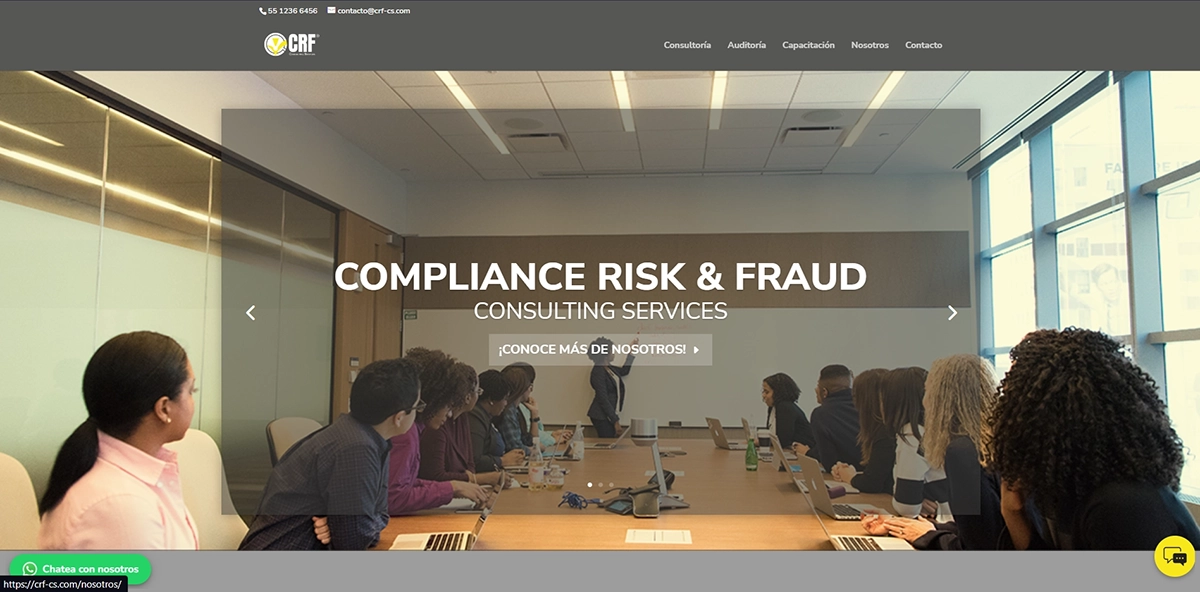 55 1236 6456 contacto@crf-cs.com
CRF
Consultoría Auditoría Capacitación Nosotros Contacto
COMPLIANCE RISK & FRAUD
CONSULTING SERVICES
¡CONOCE MÁS DE NOSOTROS!
Chatea con nosotros
https://crf-cs.com/nosotros/